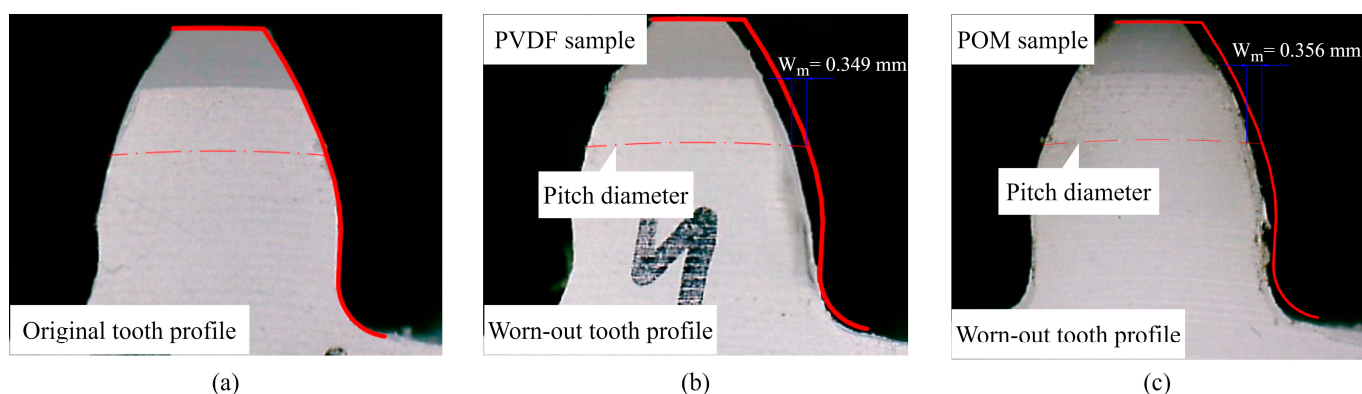 PVDF sample
POM sample
Wm= 0.349 mm
Wm= 0.356 mm
Pitch diameter
Pitch diameter
Original tooth profile
Worn-out tooth profile
Worn-out tooth profile
(a)
(b)
(c)